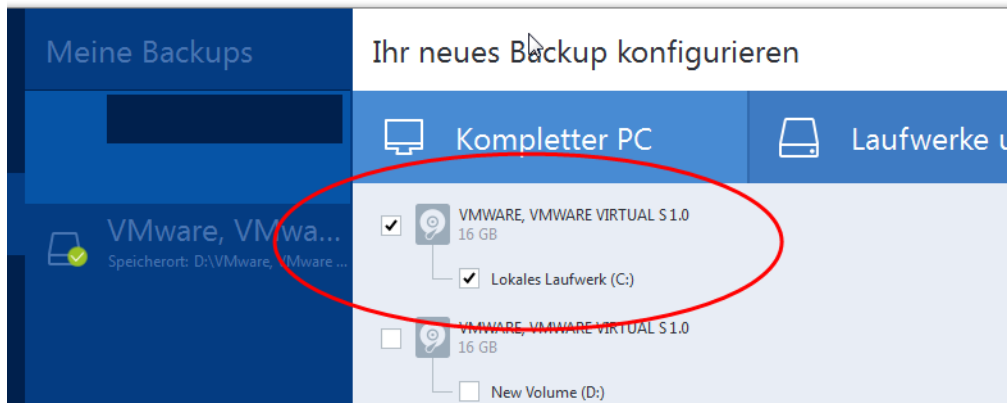 Meine Backups
Ihr neues Backup konfigurieren
Kompletter PC
Laufwerke
VMware, VMwa...
Speicherort: D:\VMware, VMware ...
VMWARE, VMWARE VIRTUAL S 1.0
16 GB
Lokales Laufwerk (C:)
VMWARE, VMWARE VIRTUAL S 1.0
16 GB
New Volume (D:)